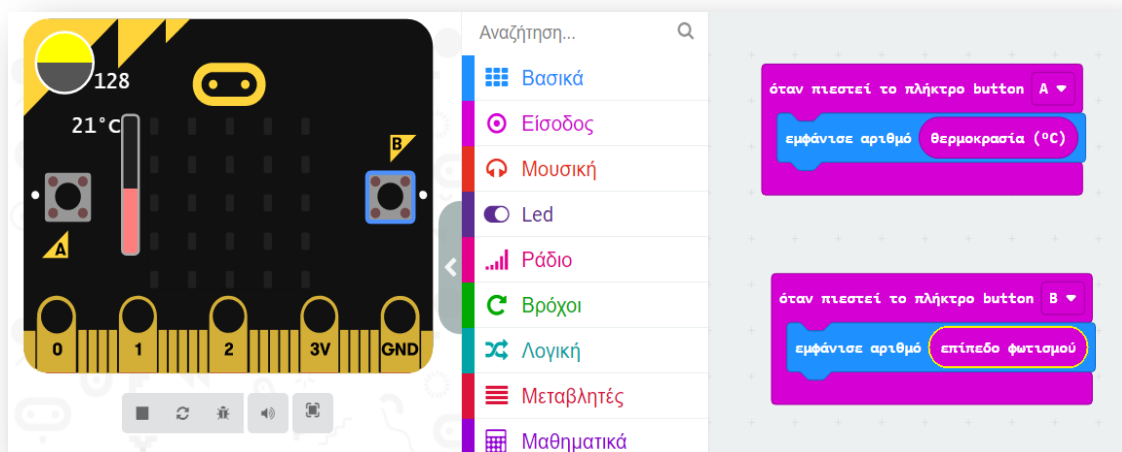 128
21°C
A
B
0
1
2
3V
GND
Αναζήτηση...
Βασικά
Είσοδος
Μουσική
Led
Ράδιο
Βρόχοι
Λογική
Μεταβλητές
Μαθηματικά
όταν πιεστεί το πλήκτρο button A
εμφάνισε αριθμό θερμοκρασία (°C)
όταν πιεστεί το πλήκτρο button B
εμφάνισε αριθμό επίπεδο φωτισμού